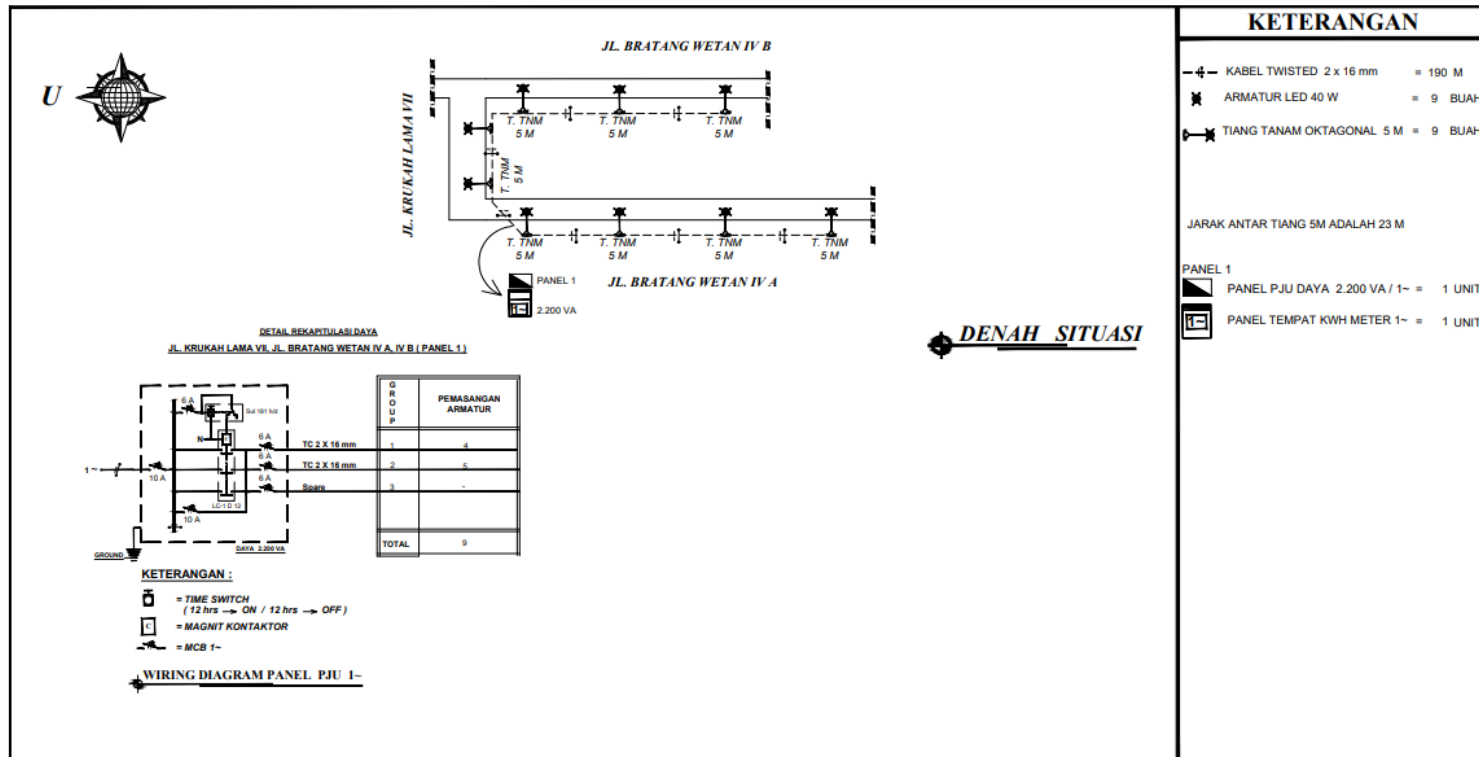 KETERANGAN
KABEL TWISTED 2 x 16 mm = 190 M
ARMATUR LED 40 W = 9 BUAH
TIANG TANAM OKTAGONAL 5 M = 9 BUAH
JARAK ANTAR TIANG 5M ADALAH 23 M
PANEL 1
PANEL PJU DAYA 2.200 VA / 1~ = 1 UNIT
1~ PANEL TEMPAT KWH METER 1~ = 1 UNIT
U
JL. BRATANG WETAN IV B
JL. KRUKAH LAMA VII
T. TNM
5 M
T. TNM
5 M
T. TNM
5 M
T. TNM
5 M
T. TNM
5 M
T. TNM
5 M
T. TNM
5 M
T. TNM
5 M
JL. BRATANG WETAN IV A
PANEL 1
1~ 2.200 VA
DENAH SITUASI
DETAIL REKAPITULASI DAYA
JL. KRUKAH LAMA VII, JL. BRATANG WETAN IV A, IV B ( PANEL 1 )
GROUP PEMASANGAN
ARMATUR
1 4
2 5
3 -
TOTAL 9
6 A
Sul 181 h/d
N
C
6 A
TC 2 X 16 mm
6 A
TC 2 X 16 mm
6 A
Spare
1~
10 A
LC-1 D 12
10 A
GROUND
DAYA 2.200 VA
KETERANGAN :
= TIME SWITCH
( 12 hrs → ON / 12 hrs → OFF )
C = MAGNIT KONTAKTOR
= MCB 1~
WIRING DIAGRAM PANEL PJU 1~